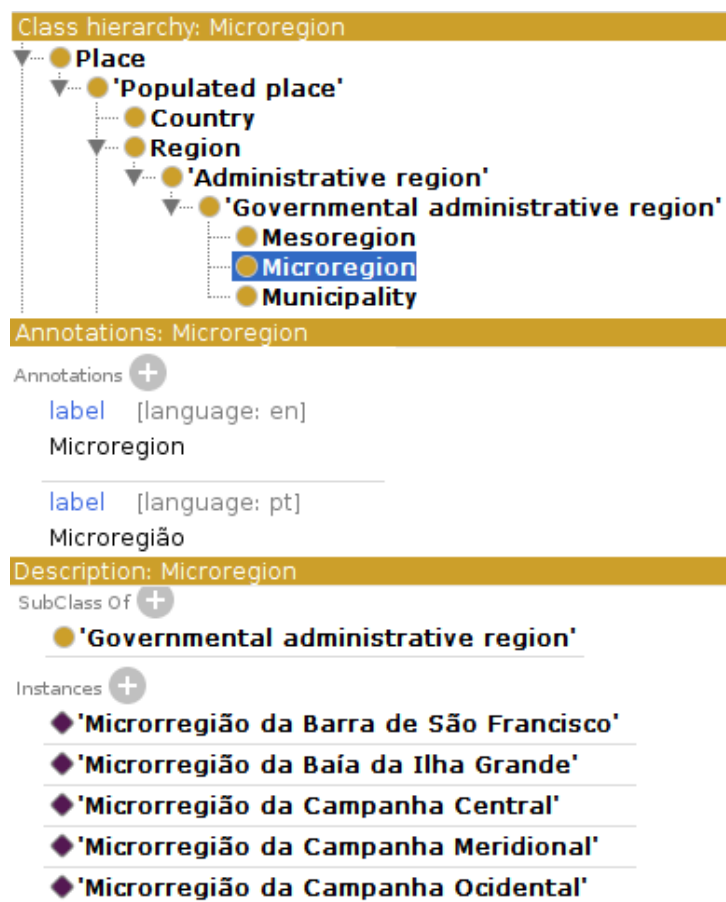 Class hierarchy: Microregion
Place
'Populated place'
Country
Region
'Administrative region'
'Governmental administrative region'
Mesoregion
Microregion
Municipality
Annotations: Microregion
Annotations
label [language: en]
Microregion
label [language: pt]
Microregião
Description: Microregion
SubClass Of
'Governmental administrative region'
Instances
'Microrregião da Barra de São Francisco'
'Microrregião da Baía da Ilha Grande'
'Microrregião da Campanha Central'
'Microrregião da Campanha Meridional'
'Microrregião da Campanha Ocidental'